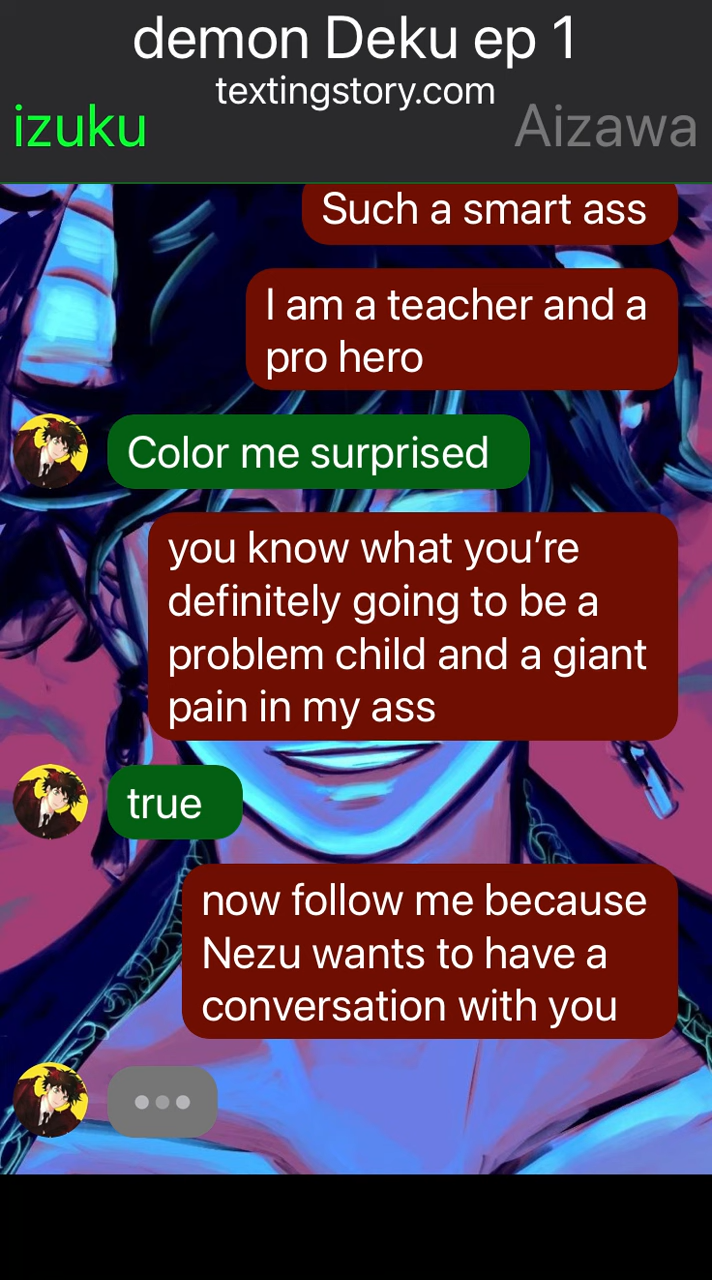 demon Deku ep 1
textingstory.com
izuku
Aizawa
Such a smart ass
I am a teacher and a
pro hero
Color me surprised
you know what you’re
definitely going to be a
problem child and a giant
pain in my ass
true
now follow me because
Nezu wants to have a
conversation with you